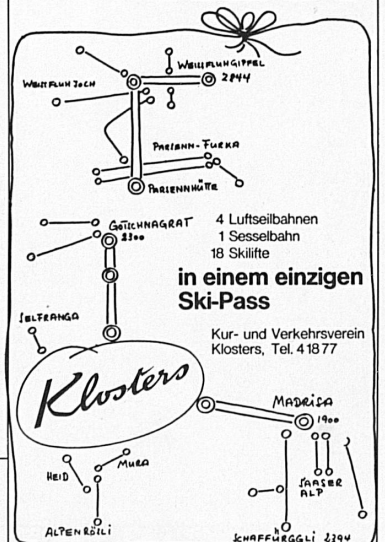 WEISSFLUHGIPFEL
2844
WEISSFLUHJOCH
PARSENN-FURKA
PARSENNHÜTTE
GOTSCHNAGRAT
2300
4 Luftseilbahnen
1 Sesselbahn
18 Skilifte
in einem einzigen
Ski-Pass
SELFRANGA
Kur- und Verkehrsverein
Klosters, Tel. 41877
Klosters
MADRISA
1900
HEID
MURA
SAASER
ALP
ALPENRÖSLI
SCHAFFÜRGGLI 2394